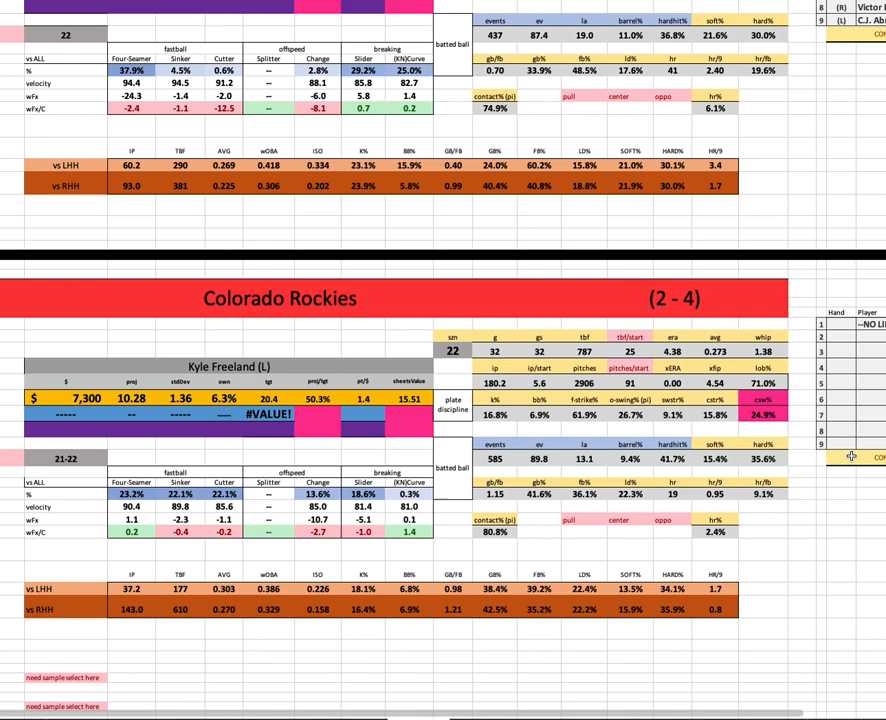 8 (R) Victor F
events ev la barrel% hardhit% soft% hard%
9 (L) C.J. Abr
22 437 87.4 19.0 11.0% 36.8% 21.6% 30.0% CON
fastball offspeed breaking batted ball
vs ALL Four-Seamer Sinker Cutter Splitter Change Slider (KN)Curve gb/fb gb% fb% ld% hr hr/9 hr/fb
% 37.9% 4.5% 0.6% -- 2.8% 29.2% 25.0% 0.70 33.9% 48.5% 17.6% 41 2.40 19.6%
velocity 94.4 94.5 91.2 -- 88.1 85.8 82.7
wFx -24.3 -1.4 -2.0 -- -6.0 5.8 1.4 contact% (pi) pull center oppo hr%
wFx/C -2.4 -1.1 -12.5 -- -8.1 0.7 0.2 74.9% 6.1%
IP TBF AVG wOBA ISO K% BB% GB/FB GB% FB% LD% SOFT% HARD% HR/9
vs LHH 60.2 290 0.269 0.418 0.334 23.1% 15.9% 0.40 24.0% 60.2% 15.8% 21.0% 30.1% 3.4
vs RHH 93.0 381 0.225 0.306 0.202 23.9% 5.8% 0.99 40.4% 40.8% 18.8% 21.9% 30.0% 1.7
Colorado Rockies (2 - 4)
Hand Player
1 --NO LI
szn g gs tbf tbf/start era avg whip 2
22 32 32 787 25 4.38 0.273 1.38 3
Kyle Freeland (L) ip ip/start pitches pitches/start xERA xfip lob% 4
$ proj stdDev own tgt proj/tgt pt/$ sheetsValue 180.2 5.6 2906 91 0.00 4.54 71.0% 5
$ 7,300 10.28 1.36 6.3% 20.4 50.3% 1.4 15.51 plate discipline k% bb% f-strike% o-swing% (pi) swstr% cstr% csw% 6
----- -- ----- #VALUE! 16.8% 6.9% 61.9% 26.7% 9.1% 15.8% 24.9% 7
8
events ev la barrel% hardhit% soft% hard% 9
21-22 585 89.8 13.1 9.4% 41.7% 15.4% 35.6% CON
fastball offspeed breaking batted ball
vs ALL Four-Seamer Sinker Cutter Splitter Change Slider (KN)Curve gb/fb gb% fb% ld% hr hr/9 hr/fb
% 23.2% 22.1% 22.1% -- 13.6% 18.6% 0.3% 1.15 41.6% 36.1% 22.3% 19 0.95 9.1%
velocity 90.4 89.8 85.6 -- 85.0 81.4 81.0
wFx 1.1 -2.3 -1.1 -10.7 -5.1 0.1 contact% (pi) pull center oppo hr%
wFx/C 0.2 -0.4 -0.2 -- -2.7 -1.0 1.4 80.8% 2.4%
IP TBF AVG wOBA ISO K% BB% GB/FB GB% FB% LD% SOFT% HARD% HR/9
vs LHH 37.2 177 0.303 0.386 0.226 18.1% 6.8% 0.98 38.4% 39.2% 22.4% 13.5% 34.1% 1.7
vs RHH 143.0 610 0.270 0.329 0.158 16.4% 6.9% 1.21 42.5% 35.2% 22.2% 15.9% 35.9% 0.8
need sample select here
need sample select here